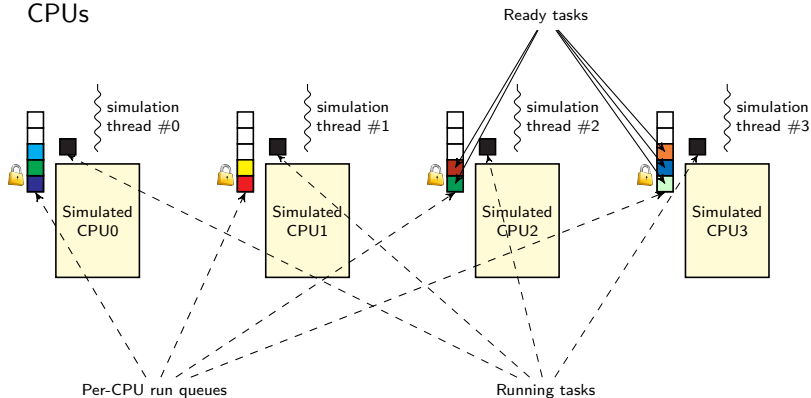 CPUs
Ready tasks
simulation
thread #0
simulation
thread #1
simulation
thread #2
simulation
thread #3
Simulated
CPU0
Simulated
CPU1
Simulated
CPU2
Simulated
CPU3
Per-CPU run queues
Running tasks